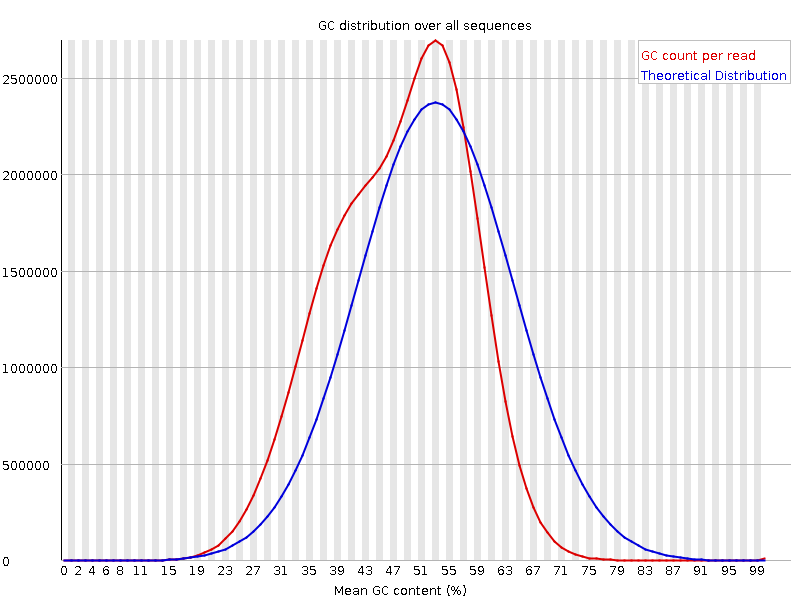 GC distribution over all sequences
GC count per read
Theoretical Distribution
2500000
2000000
1500000
1000000
500000
0
0 2 4 6 8 11 15 19 23 27 31 35 39 43 47 51 55 59 63 67 71 75 79 83 87 91 95 99
Mean GC content (%)